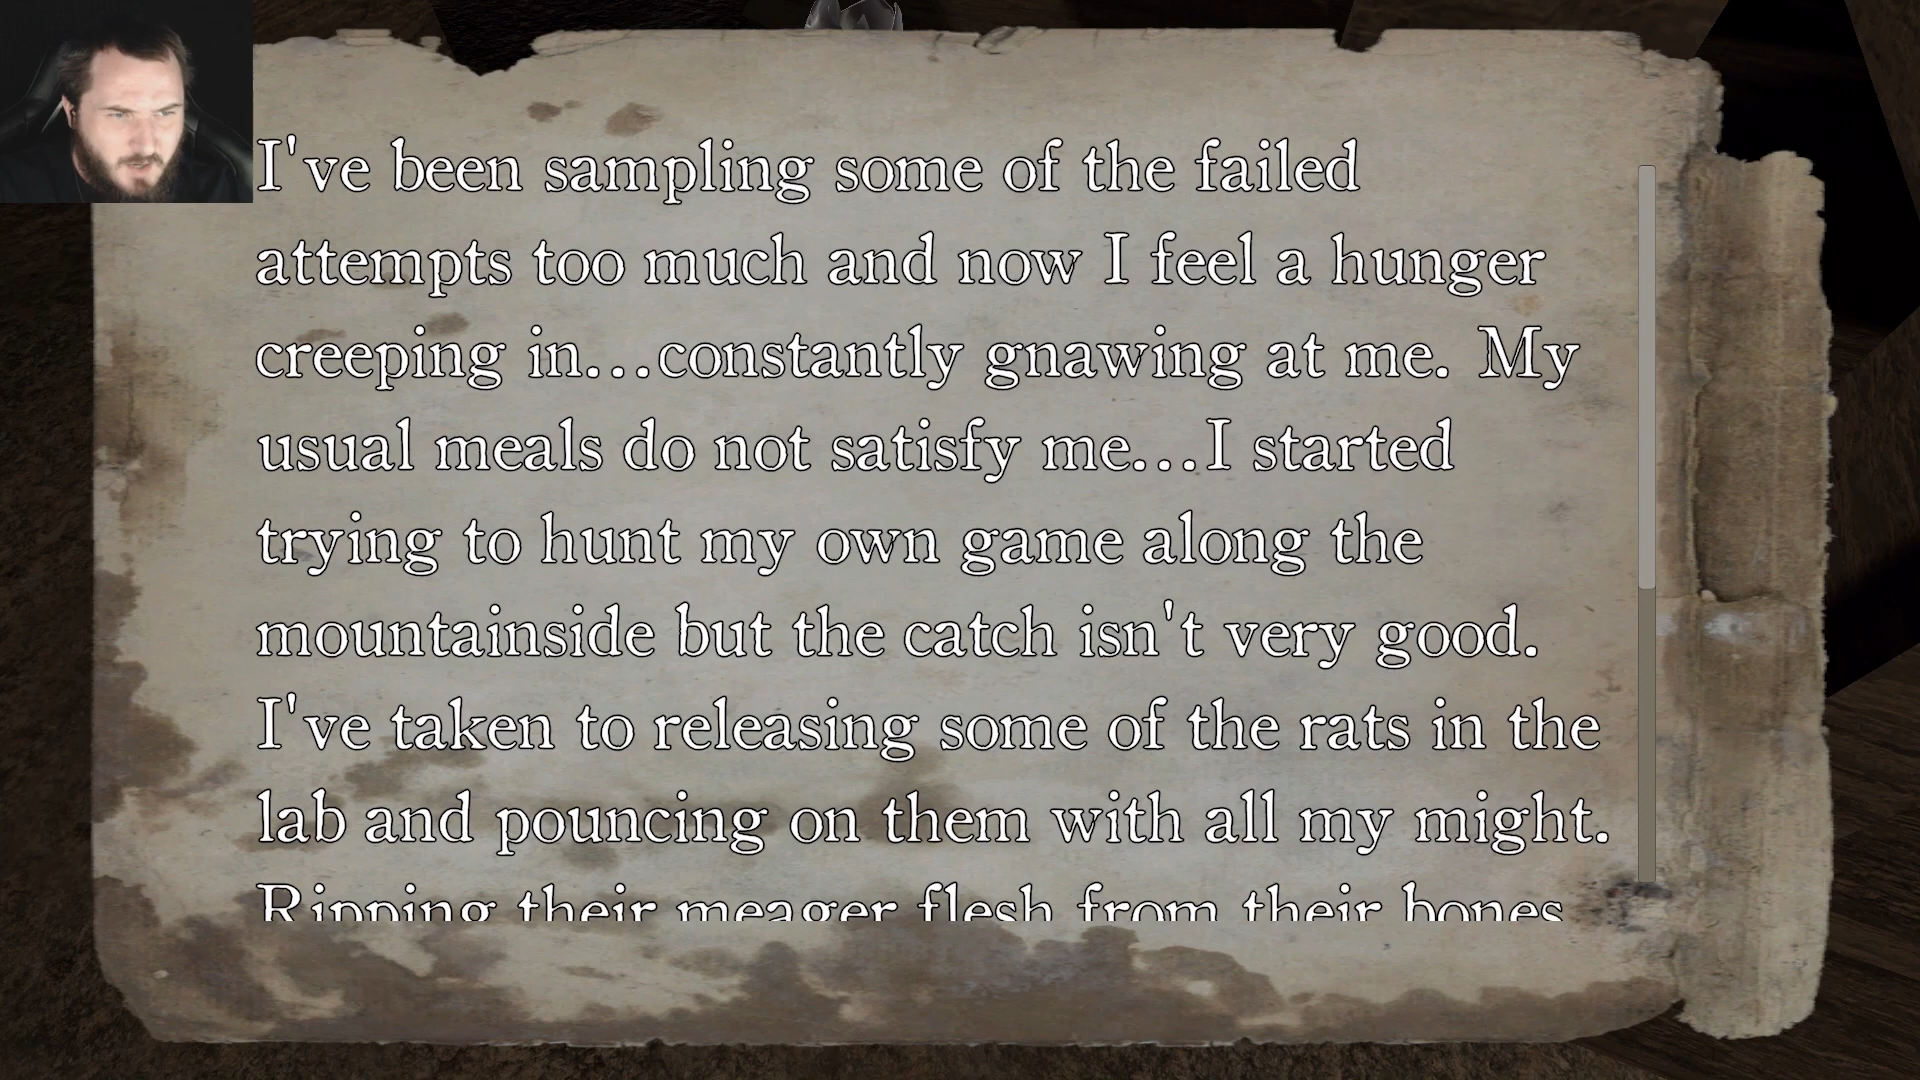 I've been sampling some of the failed
attempts too much and now I feel a hunger
creeping in...constantly gnawing at me. My
usual meals do not satisfy me...I started
trying to hunt my own game along the
mountainside but the catch isn't very good.
I've taken to releasing some of the rats in the
lab and pouncing on them with all my might.
Ripping their meager flesh from their bones